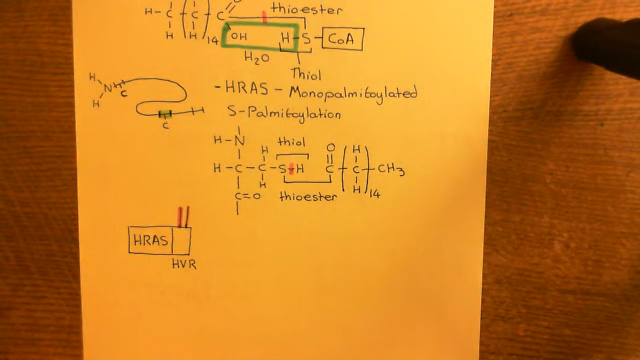 thioester
H-C C C
H H 14 OH H-S-CoA
H2O
Thiol
H
N
H C
-HRAS - Monopalmitoylated
S-Palmitoylation
C
H-N
H thiol O H
H-C-C-S-H C C-CH3
H H 14
C=O thioester
HRAS
HVR